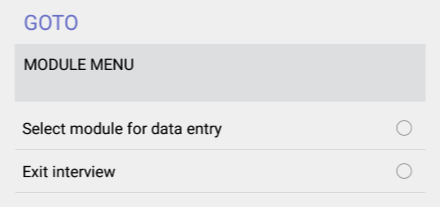 GOTO
MODULE MENU
Select module for data entry
Exit interview